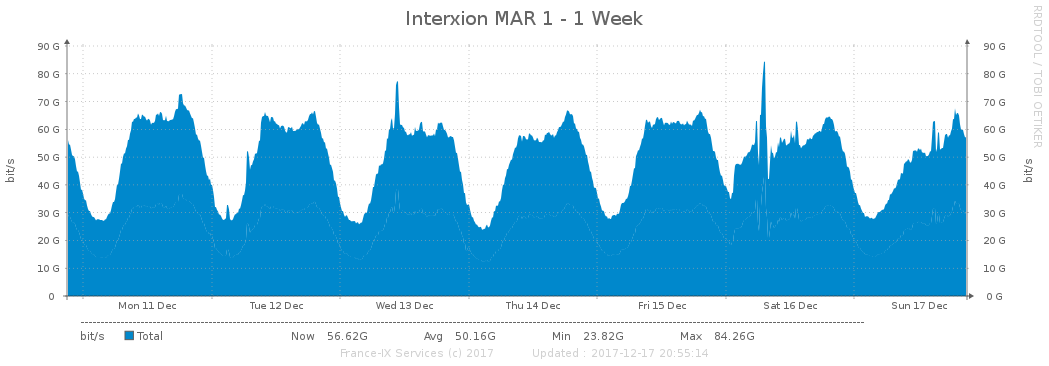 Interxion MAR 1 - 1 Week
RRDTOOL / TOBI OETIKER
bit/s
90 G
80 G
70 G
60 G
50 G
40 G
30 G
20 G
10 G
0
90 G
80 G
70 G
60 G
50 G
40 G
30 G
20 G
10 G
0 G
bit/s
Mon 11 Dec Tue 12 Dec Wed 13 Dec Thu 14 Dec Fri 15 Dec Sat 16 Dec Sun 17 Dec
bit/s Total Now 56.62G Avg 50.16G Min 23.82G Max 84.26G
France-IX Services (c) 2017 Updated : 2017-12-17 20:55:14